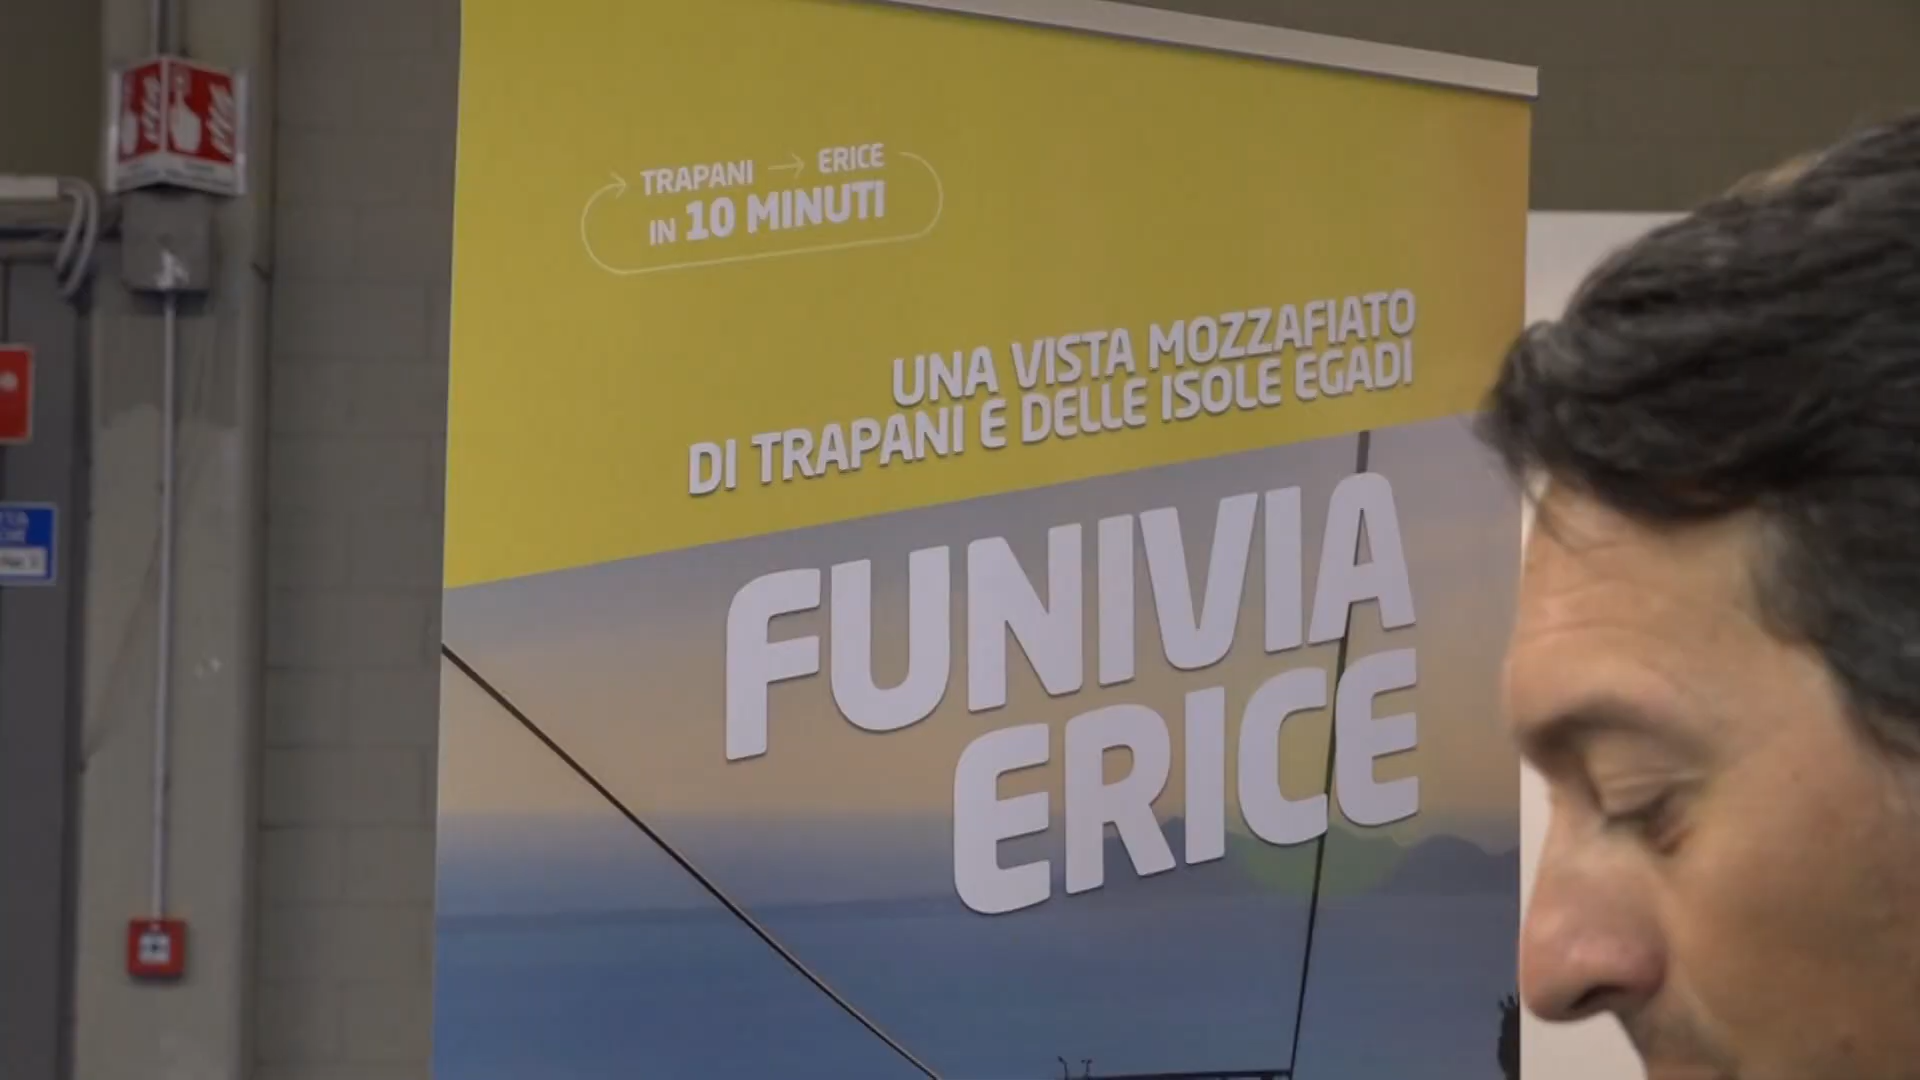 TRAPANI → ERICE
IN 10 MINUTI
UNA VISTA MOZZAFIATO
DI TRAPANI E DELLE ISOLE EGADI
FUNIVIA
ERICE